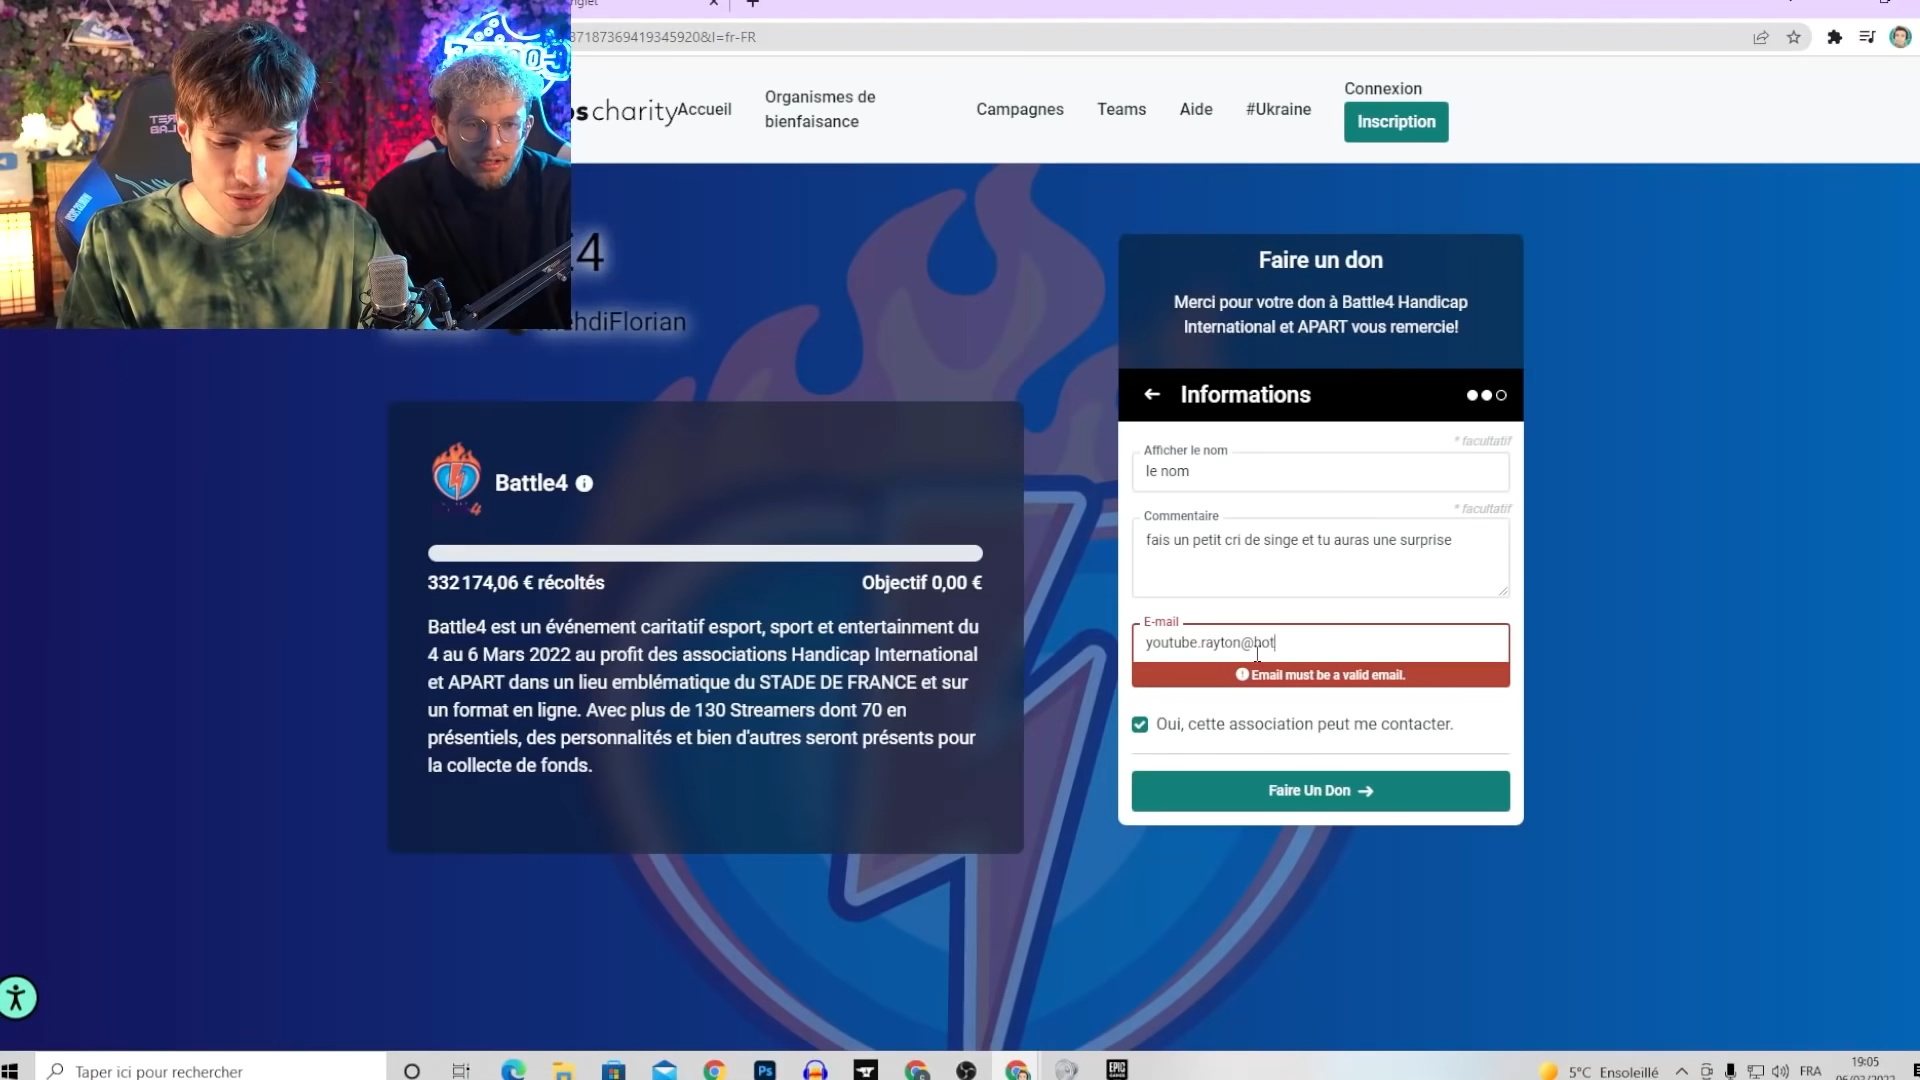 37187369419345920&l=fr-FR
charity
Accueil
Organismes de
bienfaisance
Campagnes
Teams
Aide
#Ukraine
Connexion
Inscription
4
hdiFlorian
Faire un don
Merci pour votre don à Battle4 Handicap
International et APART vous remercie!
Informations
* facultatif
Afficher le nom
le nom
* facultatif
Commentaire
fais un petit cri de singe et tu auras une surprise
E-mail
youtube.rayton@hot
Email must be a valid email.
Oui, cette association peut me contacter.
Faire Un Don
Battle4
332 174,06 € récoltés
Objectif 0,00 €
Battle4 est un événement caritatif esport, sport et entertainment du
4 au 6 Mars 2022 au profit des associations Handicap International
et APART dans un lieu emblématique du STADE DE FRANCE et sur
un format en ligne. Avec plus de 130 Streamers dont 70 en
présentiels, des personnalités et bien d'autres seront présents pour
la collecte de fonds.
Taper ici pour rechercher
Ps
EPIC
5°C Ensoleillé
FRA
19:05